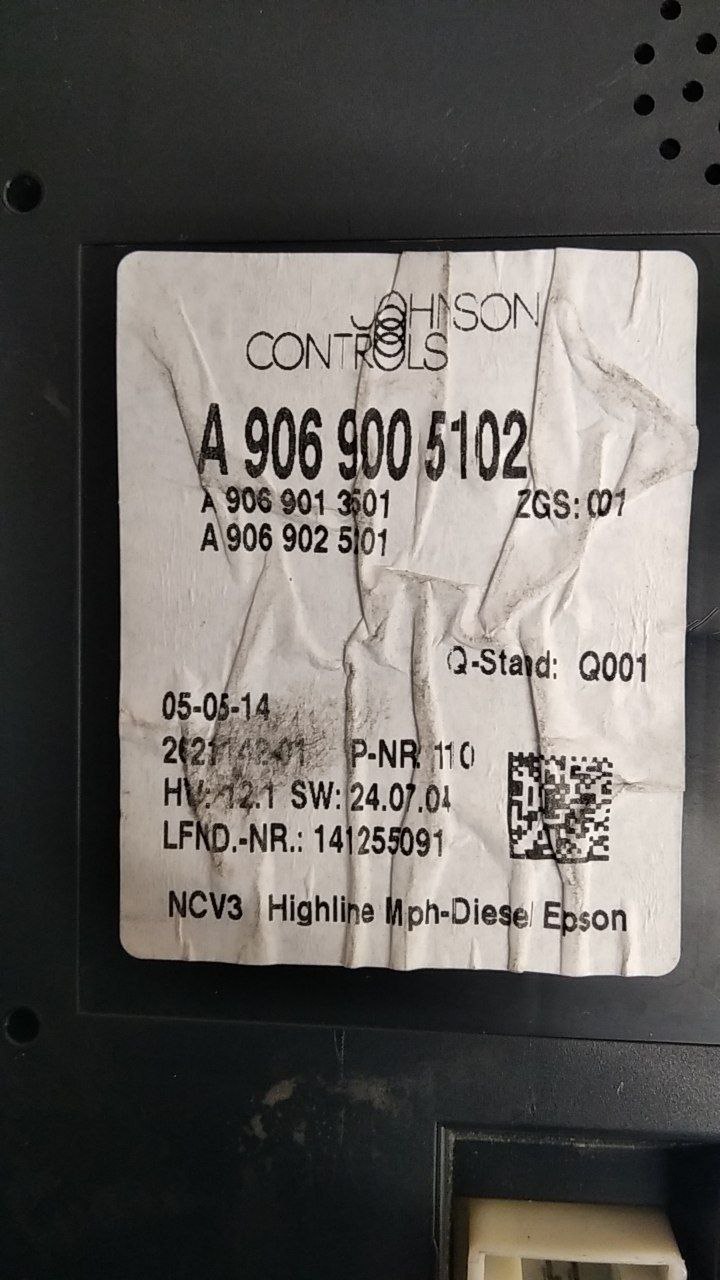 JOHNSON
CONTROLS
A 906 900 5102
A 906 901 3501 ZGS: 001
A 906 902 5101
Q-Stand: Q001
05-05-14
P-NR 110
HV: 12.1 SW: 24.07.04
LFND.-NR.: 141255091
NCV3 Highline Mph-Diesel Epson